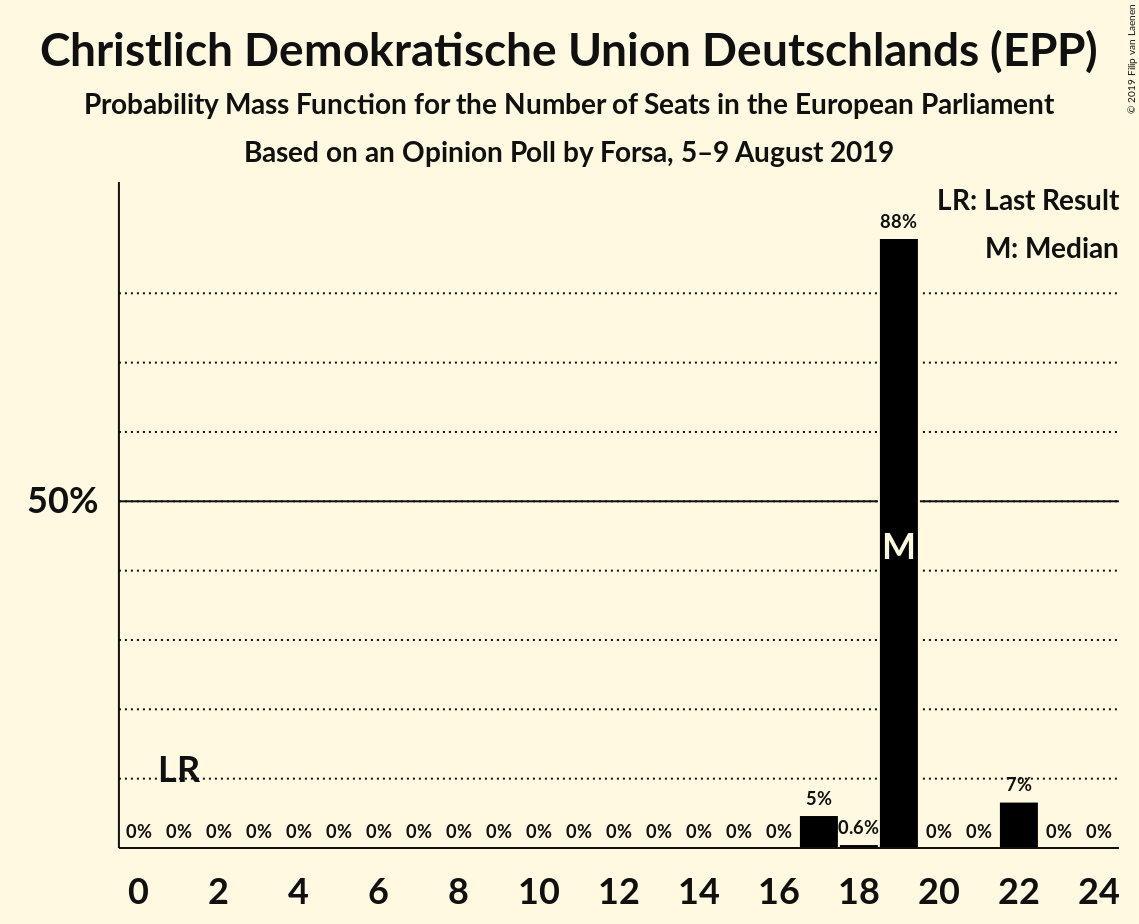 Christlich Demokratische Union Deutschlands (EPP)
Probability Mass Function for the Number of Seats in the European Parliament
Based on an Opinion Poll by Forsa, 5–9 August 2019
© 2019 Filip van Laenen
LR: Last Result
M: Median
88%
50%
M
LR
0% 0% 0% 0% 0% 0% 0% 0% 0% 0% 0% 0% 0% 0% 0% 0% 0% 5% 0.6% 0% 0% 7% 0% 0%
0 2 4 6 8 10 12 14 16 18 20 22 24